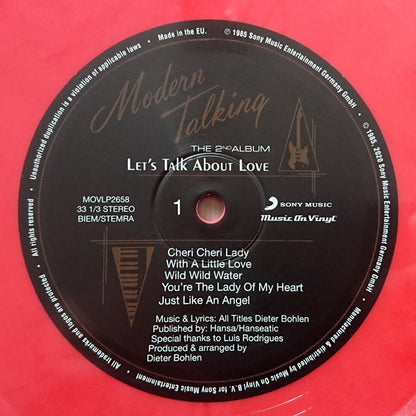 Modern
Talking
THE 2ND ALBUM
LET'S TALK ABOUT LOVE
MOVLP2658
33 1/3 STEREO
BIEM/STEMRA
1
SONY MUSIC
Music On Vinyl
Cheri Cheri Lady
With A Little Love
Wild Wild Water
You're The Lady Of My Heart
Just Like An Angel
Music & Lyrics: All Titles Dieter Bohlen
Published by: Hansa/Hanseatic
Special thanks to Luis Rodrigues
Produced & arranged by
Dieter Bohlen
All trademarks and logos are protected • All rights reserved • Unauthorized duplication is a violation of applicable laws • Made in the EU. • © 1985 Sony Music Entertainment Germany GmbH • ℗ 1985, 2020 Sony Music Entertainment Germany GmbH • Manufactured & distributed by Music On Vinyl B.V. for Sony Music Entertainment